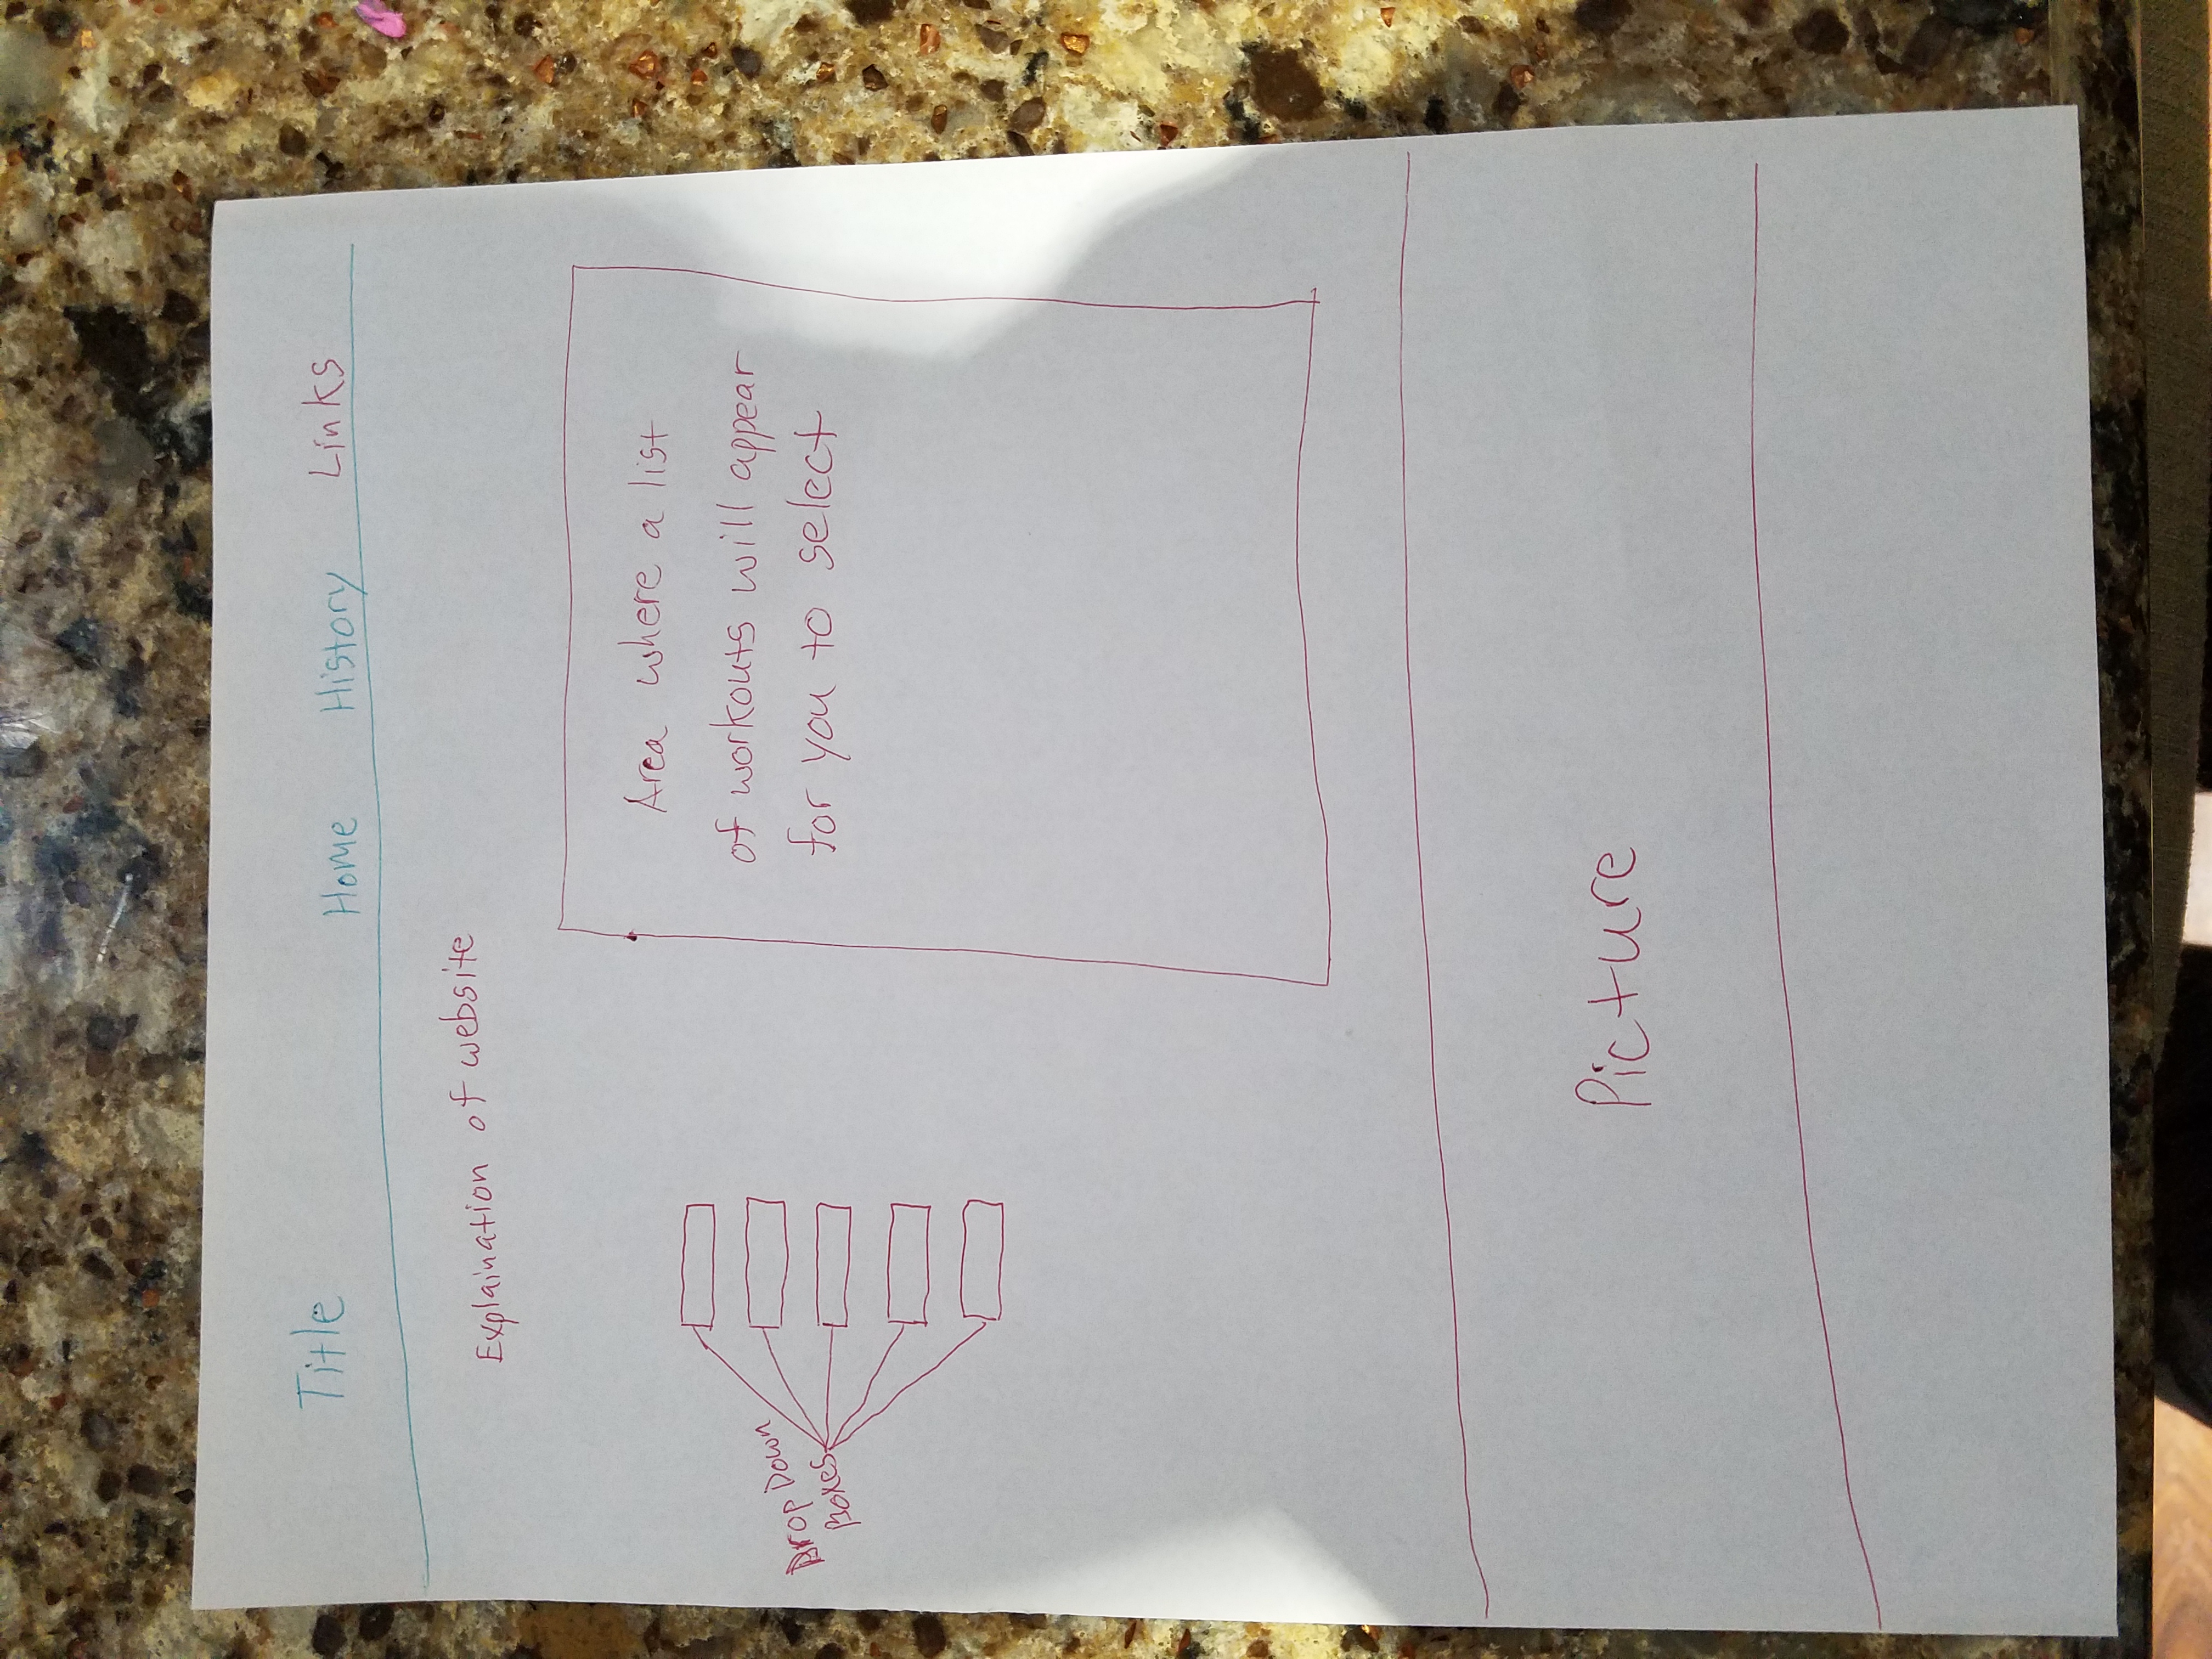 Title
Home History Links
Explaination of website
Area where a list
of workouts will appear
for you to select
Drop Down
Boxes
Picture